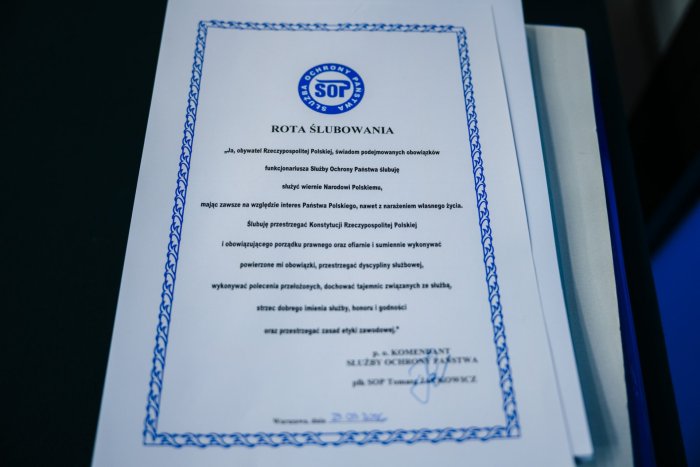 SŁUŻBA OCHRONY PAŃSTWA
SOP
ROTA ŚLUBOWANIA
„Ja, obywatel Rzeczypospolitej Polskiej, świadom podejmowanych obowiązków
funkcjonariusza Służby Ochrony Państwa ślubuję
służyć wiernie Narodowi Polskiemu,
mając zawsze na względzie interes Państwa Polskiego, nawet z narażeniem własnego życia.
Ślubuję przestrzegać Konstytucji Rzeczypospolitej Polskiej
i obowiązującego porządku prawnego oraz ofiarnie i sumiennie wykonywać
powierzone mi obowiązki, przestrzegać dyscypliny służbowej,
wykonywać polecenia przełożonych, dochować tajemnic związanych ze służbą,
strzec dobrego imienia służby, honoru i godności
oraz przestrzegać zasad etyki zawodowej."
p. o. KOMENDANT
SŁUŻBY OCHRONY PAŃSTWA
płk SOP Tomasz
Warszawa, dnia